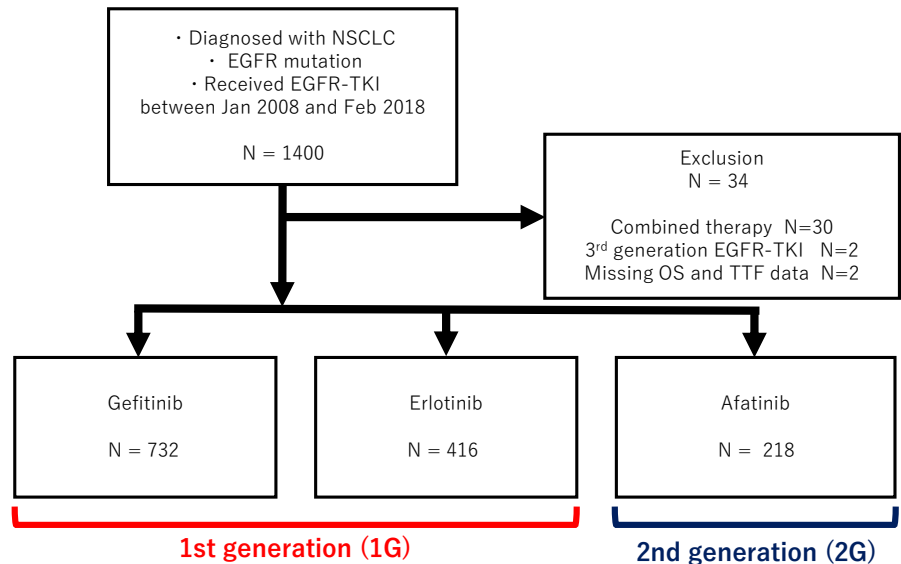 ・Diagnosed with NSCLC
・ EGFR mutation
・Received EGFR-TKI
between Jan 2008 and Feb 2018
N = 1400
Exclusion
N = 34
Combined therapy N=30
3rd generation EGFR-TKI N=2
Missing OS and TTF data N=2
Gefitinib
N = 732
Erlotinib
N = 416
Afatinib
N = 218
1st generation (1G)
2nd generation (2G)